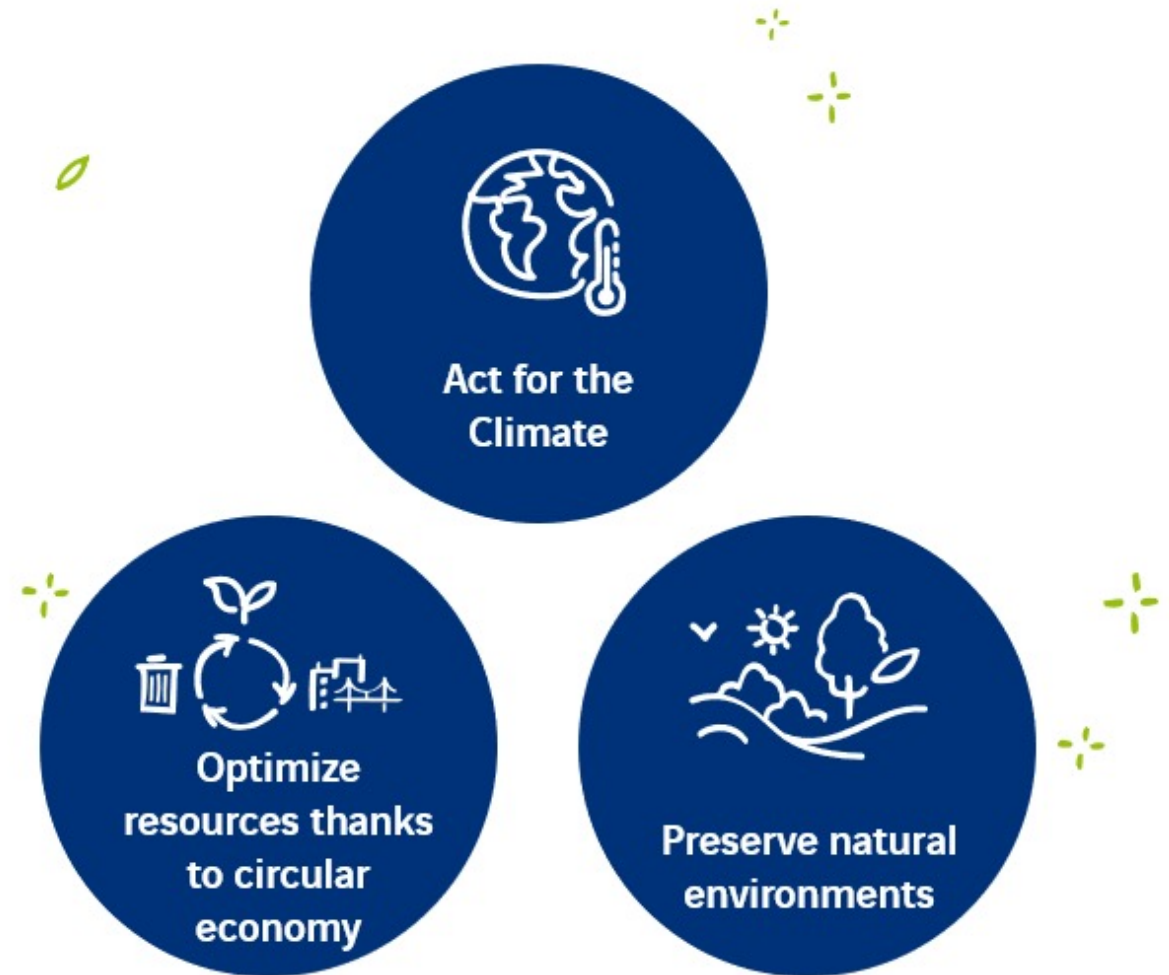 Act for the
Climate
Optimize
resources thanks
to circular
economy
Preserve natural
environments